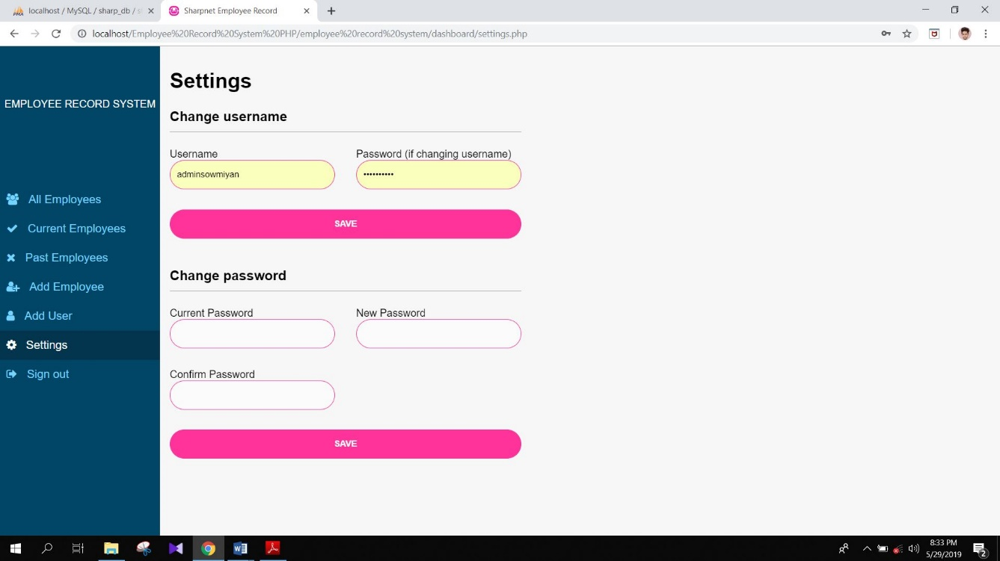 localhost / MySQL / sharp_db / s
Sharpnet Employee Record
localhost/Employee%20Record%20System%20PHP/employee%20record%20system/dashboard/settings.php
EMPLOYEE RECORD SYSTEM
All Employees
Current Employees
Past Employees
Add Employee
Add User
Settings
Sign out
Settings
Change username
Username
Password (if changing username)
adminsowmiyan
••••••••••
SAVE
Change password
Current Password
New Password
Confirm Password
SAVE
8:33 PM
5/29/2019
2